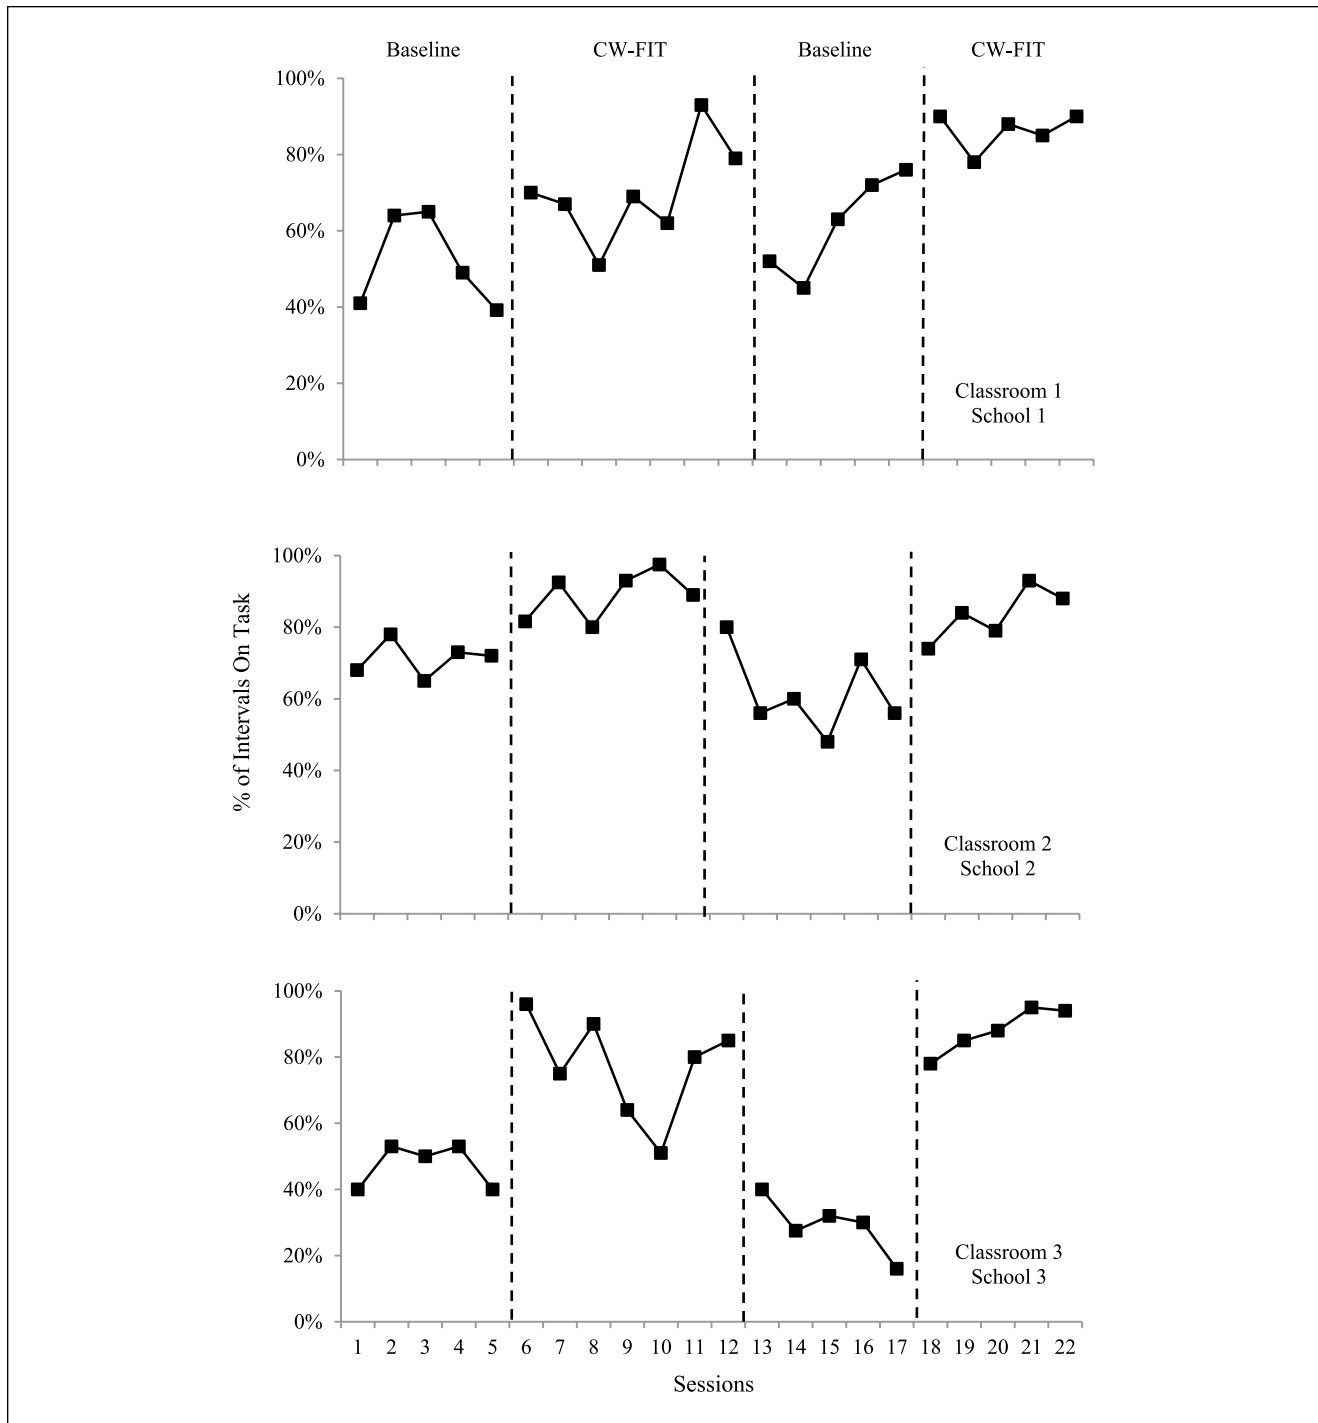 Baseline CW-FIT Baseline CW-FIT
100%
80%
60%
40%
20%
0%
Classroom 1
School 1
% of Intervals On Task
100%
80%
60%
40%
20%
0%
Classroom 2
School 2
100%
80%
60%
40%
20%
0%
Classroom 3
School 3
1 2 3 4 5 6 7 8 9 10 11 12 13 14 15 16 17 18 19 20 21 22
Sessions